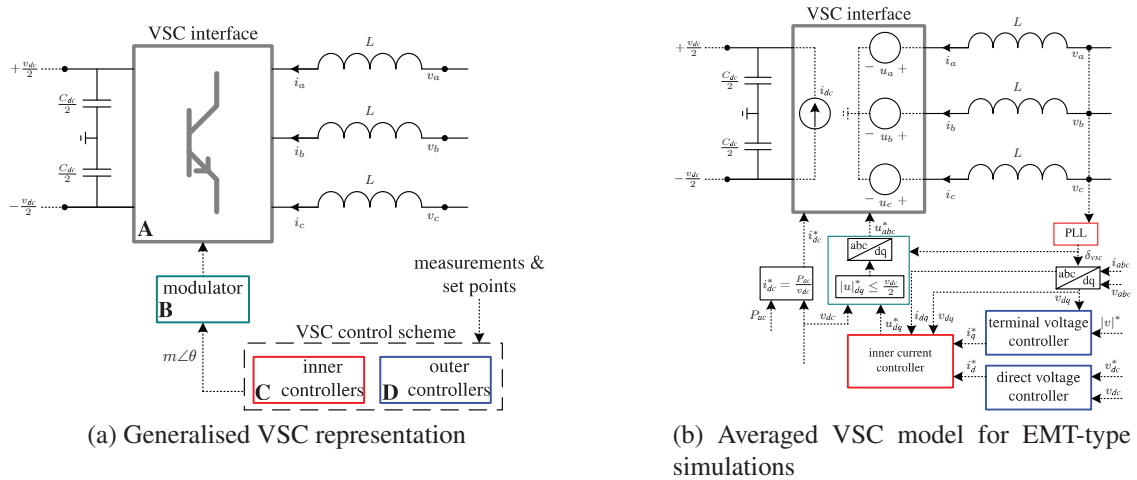 VSC interface
L
+ v_dc/2
i_a
v_a
C_dc/2
L
i_b
v_b
C_dc/2
L
− v_dc/2
i_c
v_c
A
measurements &
set points
modulator
B
VSC control scheme
m∠θ
inner
controllers
C
outer
controllers
D
(a) Generalised VSC representation
VSC interface
L
+ v_dc/2
− u_a +
i_a
v_a
C_dc/2
i_dc
L
− u_b +
i_b
v_b
C_dc/2
L
− v_dc/2
− u_c +
i_c
v_c
u*_abc
i*_dc
PLL
δ_vsc
abc
dq
abc
dq
i_abc
v_abc
i*_dc = P_ac/v_dc
|u|*_dq ≤ v_dc/2
v_dq
P_ac
v_dc
u*_dq
i_dq
v_dq
terminal voltage
controller
|v|*
i*_q
inner current
controller
i*_d
direct voltage
controller
v*_dc
v_dc
(b) Averaged VSC model for EMT-type
simulations